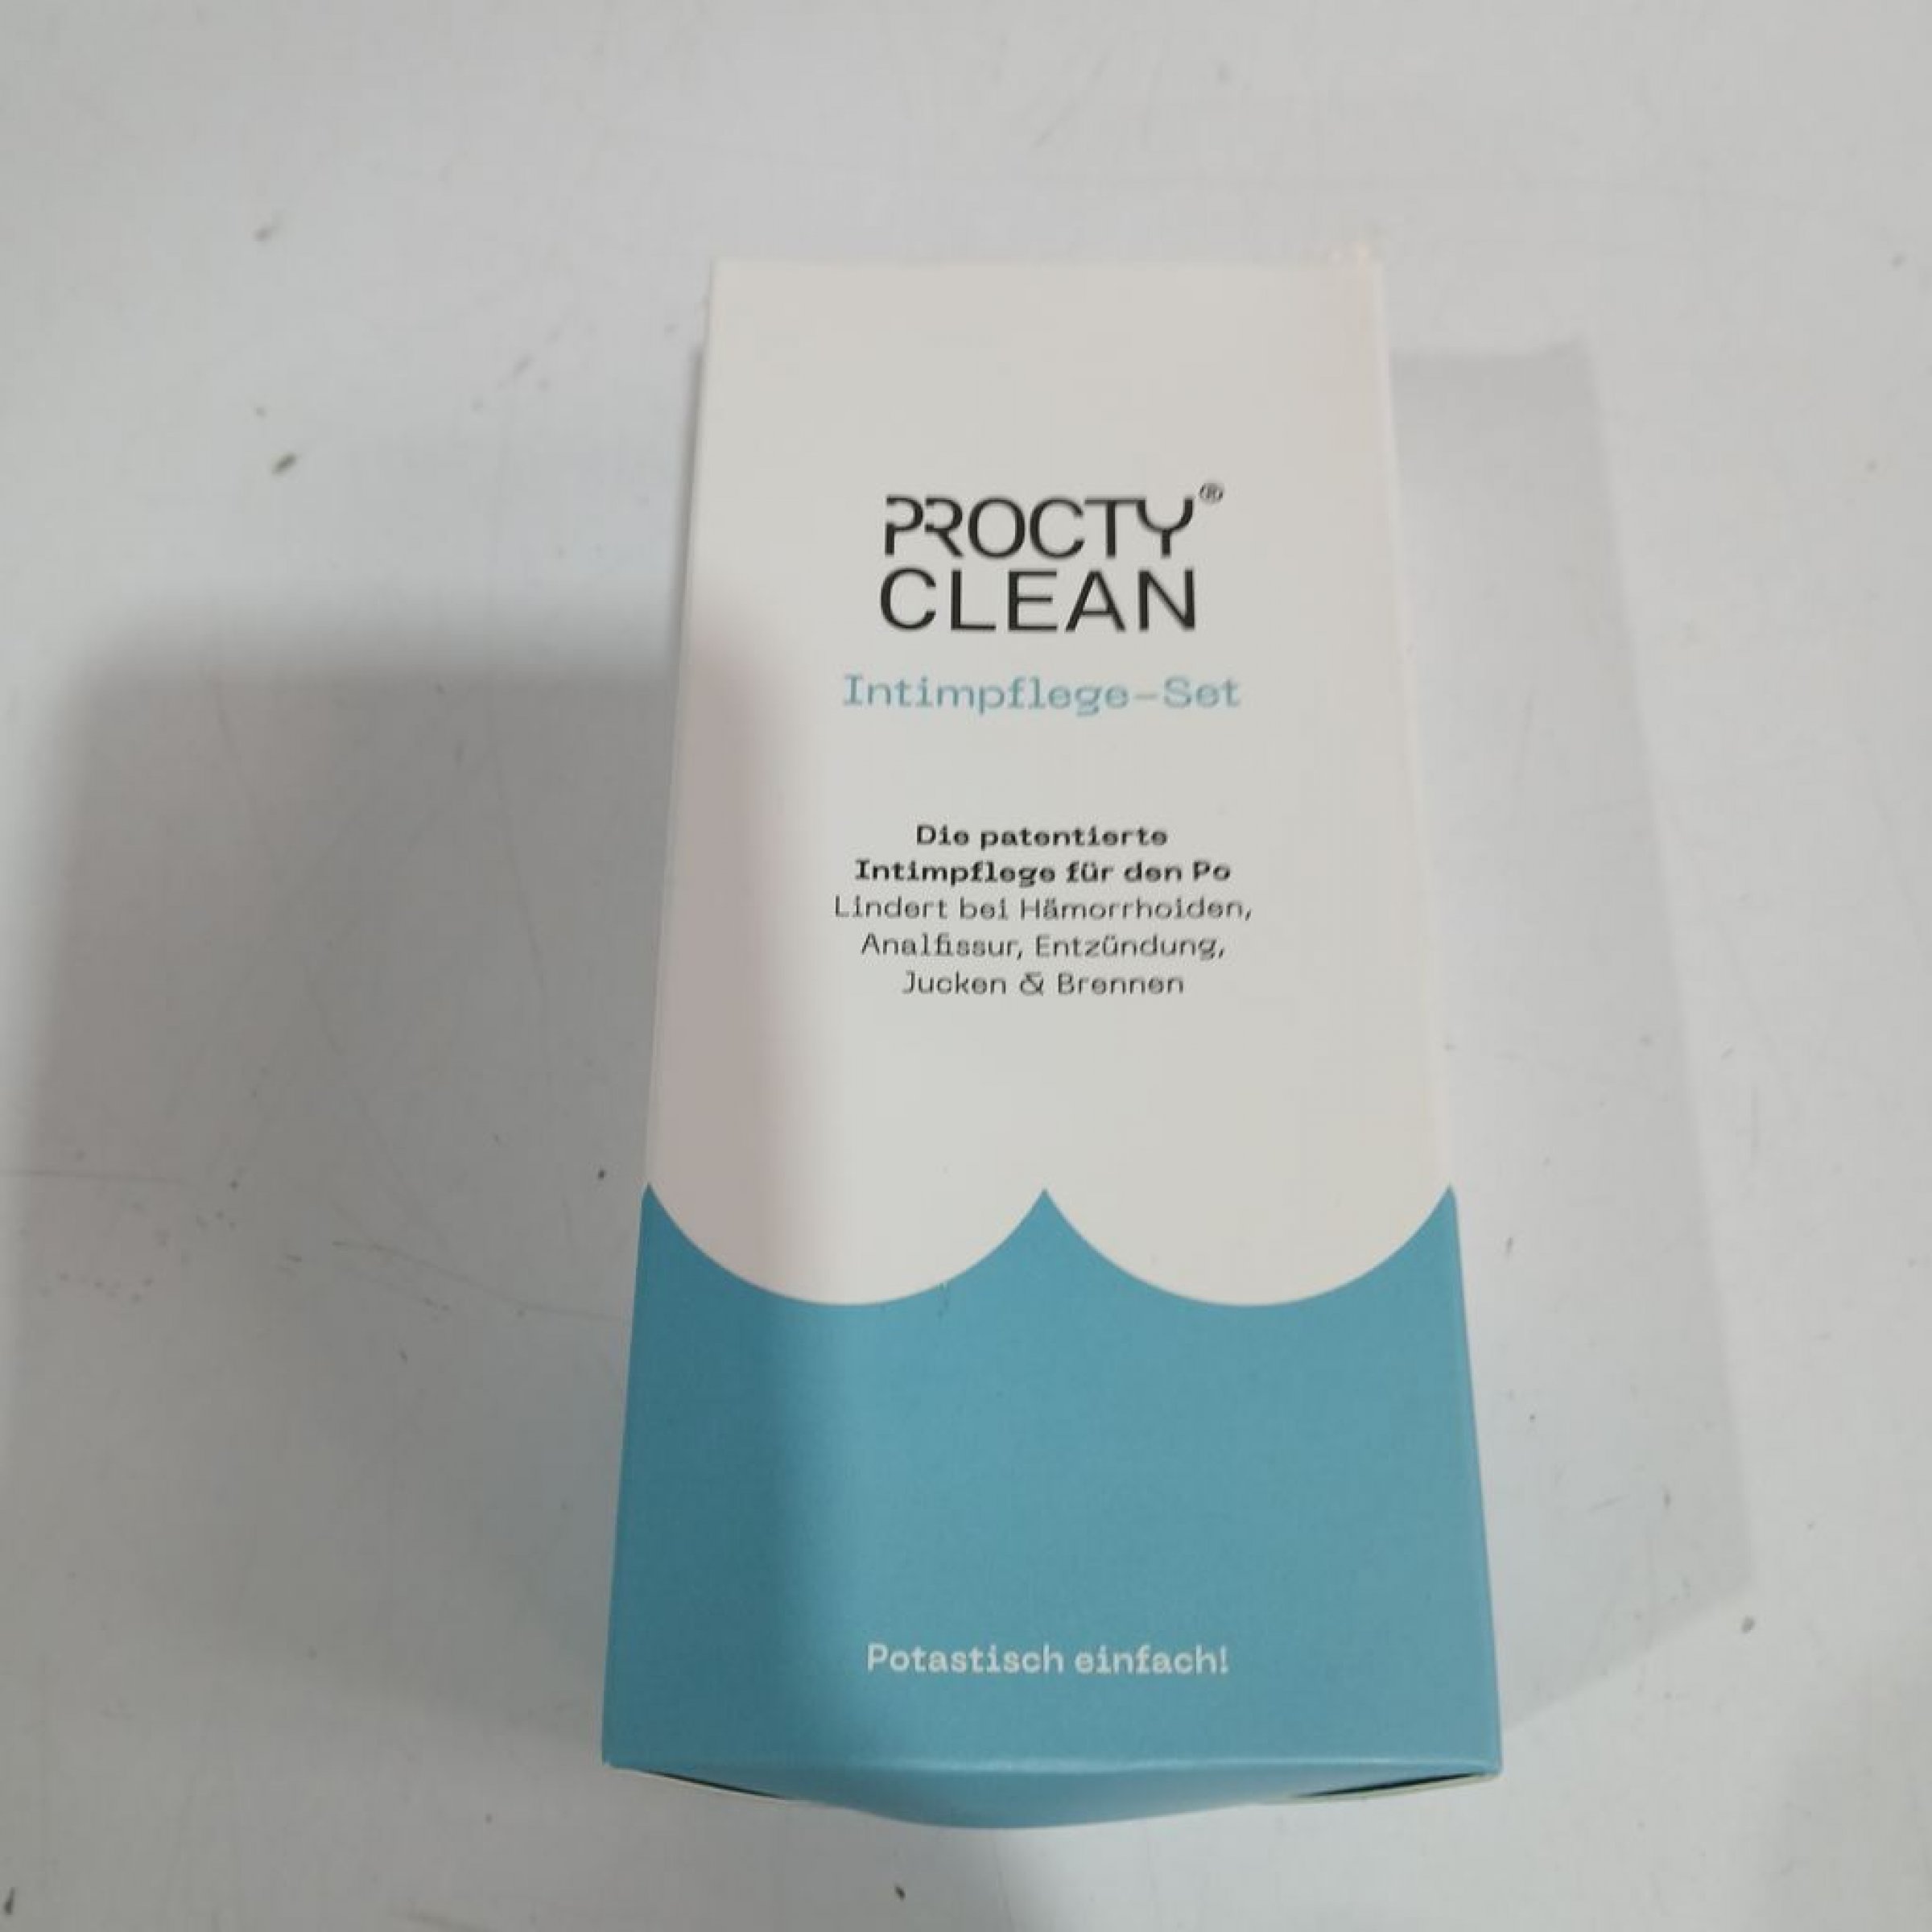 PROCTY®
CLEAN
Intimpflege-Set
Die patentierte
Intimpflege für den Po
Lindert bei Hämorrhoiden,
Analfissur, Entzündung,
Jucken & Brennen
Potastisch einfach!